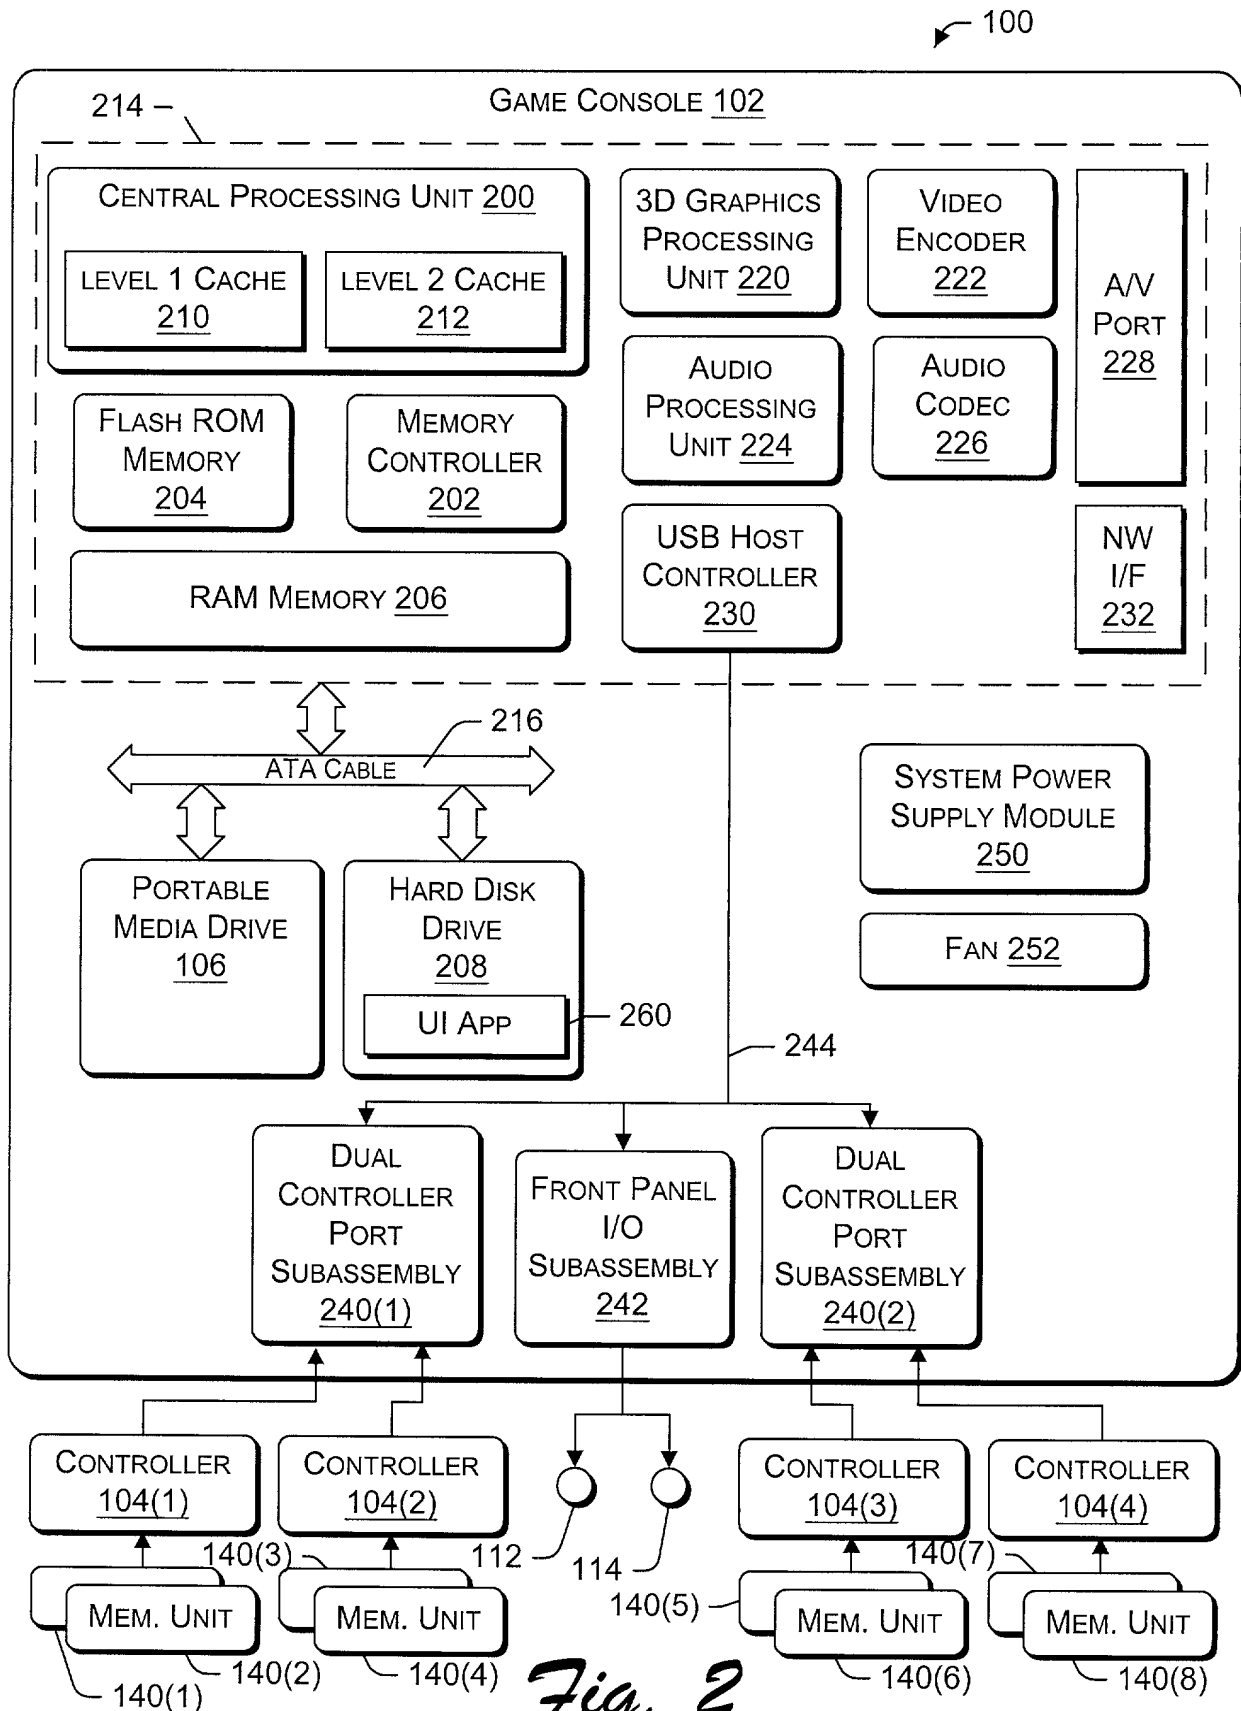 100
GAME CONSOLE 102
214
CENTRAL PROCESSING UNIT 200
LEVEL 1 CACHE
210
LEVEL 2 CACHE
212
3D GRAPHICS
PROCESSING
UNIT 220
VIDEO
ENCODER
222
A/V
PORT
228
FLASH ROM
MEMORY
204
MEMORY
CONTROLLER
202
AUDIO
PROCESSING
UNIT 224
AUDIO
CODEC
226
RAM MEMORY 206
USB HOST
CONTROLLER
230
NW
I/F
232
216
ATA CABLE
SYSTEM POWER
SUPPLY MODULE
250
PORTABLE
MEDIA DRIVE
106
HARD DISK
DRIVE
208
UI APP
260
FAN 252
244
DUAL
CONTROLLER
PORT
SUBASSEMBLY
240(1)
FRONT PANEL
I/O
SUBASSEMBLY
242
DUAL
CONTROLLER
PORT
SUBASSEMBLY
240(2)
CONTROLLER
104(1)
CONTROLLER
104(2)
CONTROLLER
104(3)
CONTROLLER
104(4)
112
114
140(3)
140(7)
140(5)
MEM. UNIT
MEM. UNIT
MEM. UNIT
MEM. UNIT
140(1)
140(2)
140(4)
140(6)
140(8)
Fig. 2